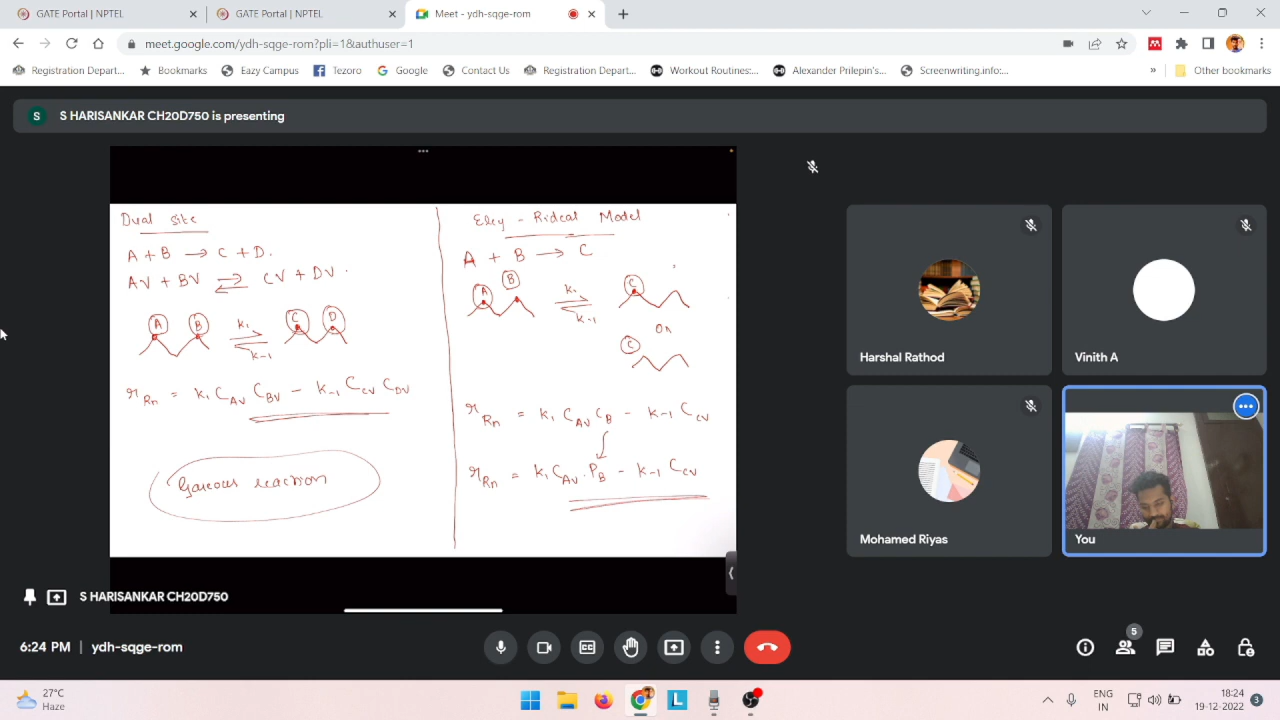 GATE Portal | NPTEL
GATE Portal | NPTEL
Meet - ydh-sqge-rom
meet.google.com/ydh-sqge-rom?pli=1&authuser=1
Registration Depart...
Bookmarks
Eazy Campus
Tezoro
Google
Contact Us
Registration Depart...
Workout Routines:...
Alexander Prilepin's...
Screenwriting.info:...
»
Other bookmarks
S
S HARISANKAR CH20D750 is presenting
Dual Site
A + B → C + D.
AV + BV ⇌ CV + DV.
A B k₁ k₋₁ C D
r_Rn = k₁ C_AV C_BV - k₋₁ C_CV C_DV
Gaseous reaction
Eley - Rideal Model
A + B → C
A B k₁ k₋₁ C
OR
C
r_Rn = k₁ C_AV C_B - k₋₁ C_CV
r_Rn = k₁ C_AV . P_B - k₋₁ C_CV
Harshal Rathod
Vinith A
Mohamed Riyas
You
S HARISANKAR CH20D750
6:24 PM | ydh-sqge-rom
5
27°C
Haze
L
ENG
IN
18:24
19-12-2022
3